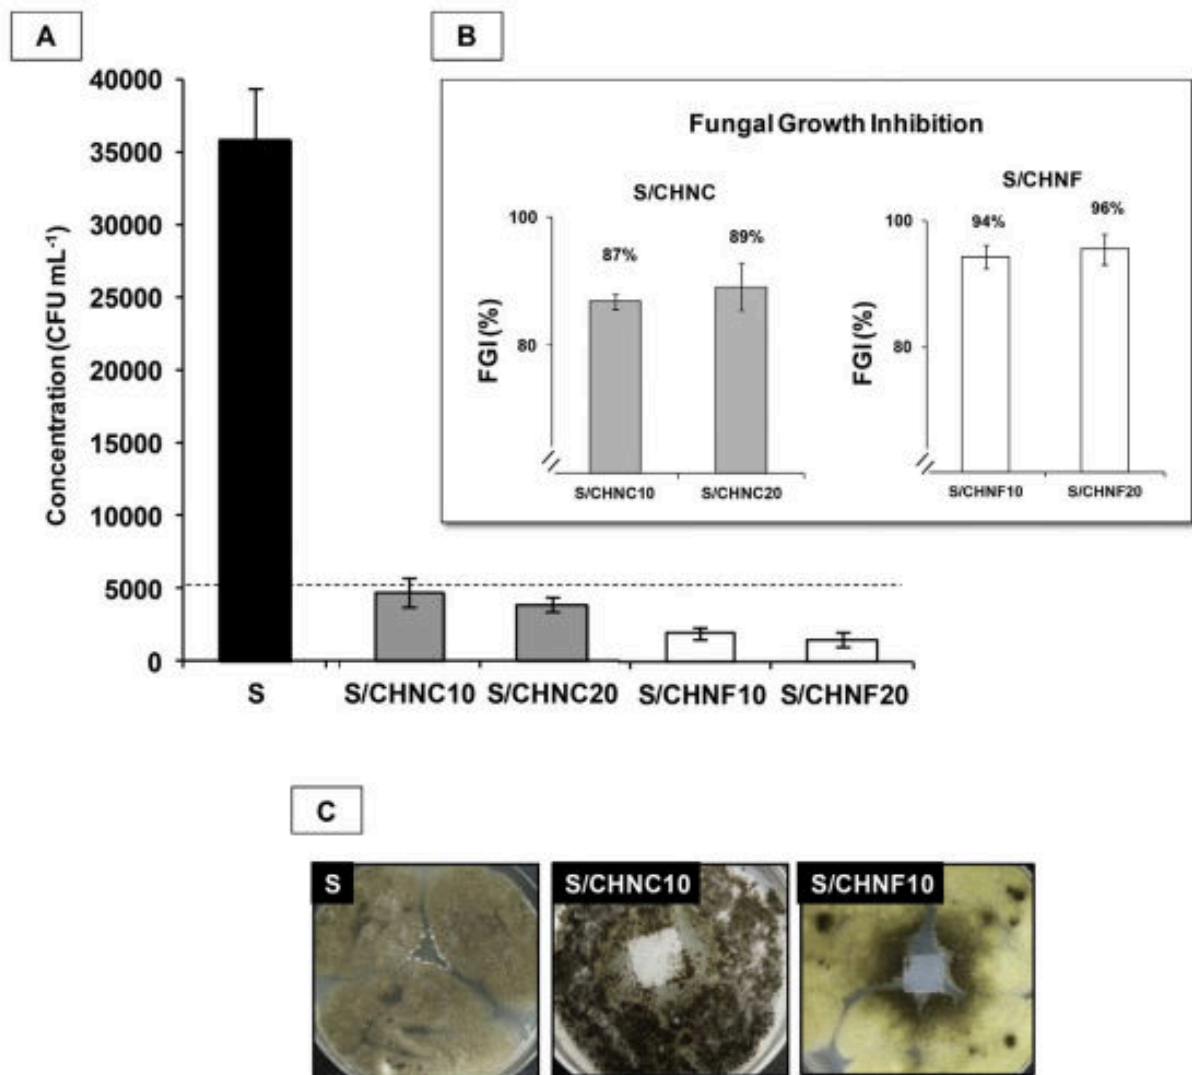 A
B
40000
35000
30000
25000
20000
15000
10000
5000
0
Concentration (CFU mL-1)
S
S/CHNC10
S/CHNC20
S/CHNF10
S/CHNF20
Fungal Growth Inhibition
S/CHNC
100
80
FGI (%)
87%
89%
S/CHNC10
S/CHNC20
S/CHNF
100
80
FGI (%)
94%
96%
S/CHNF10
S/CHNF20
C
S
S/CHNC10
S/CHNF10